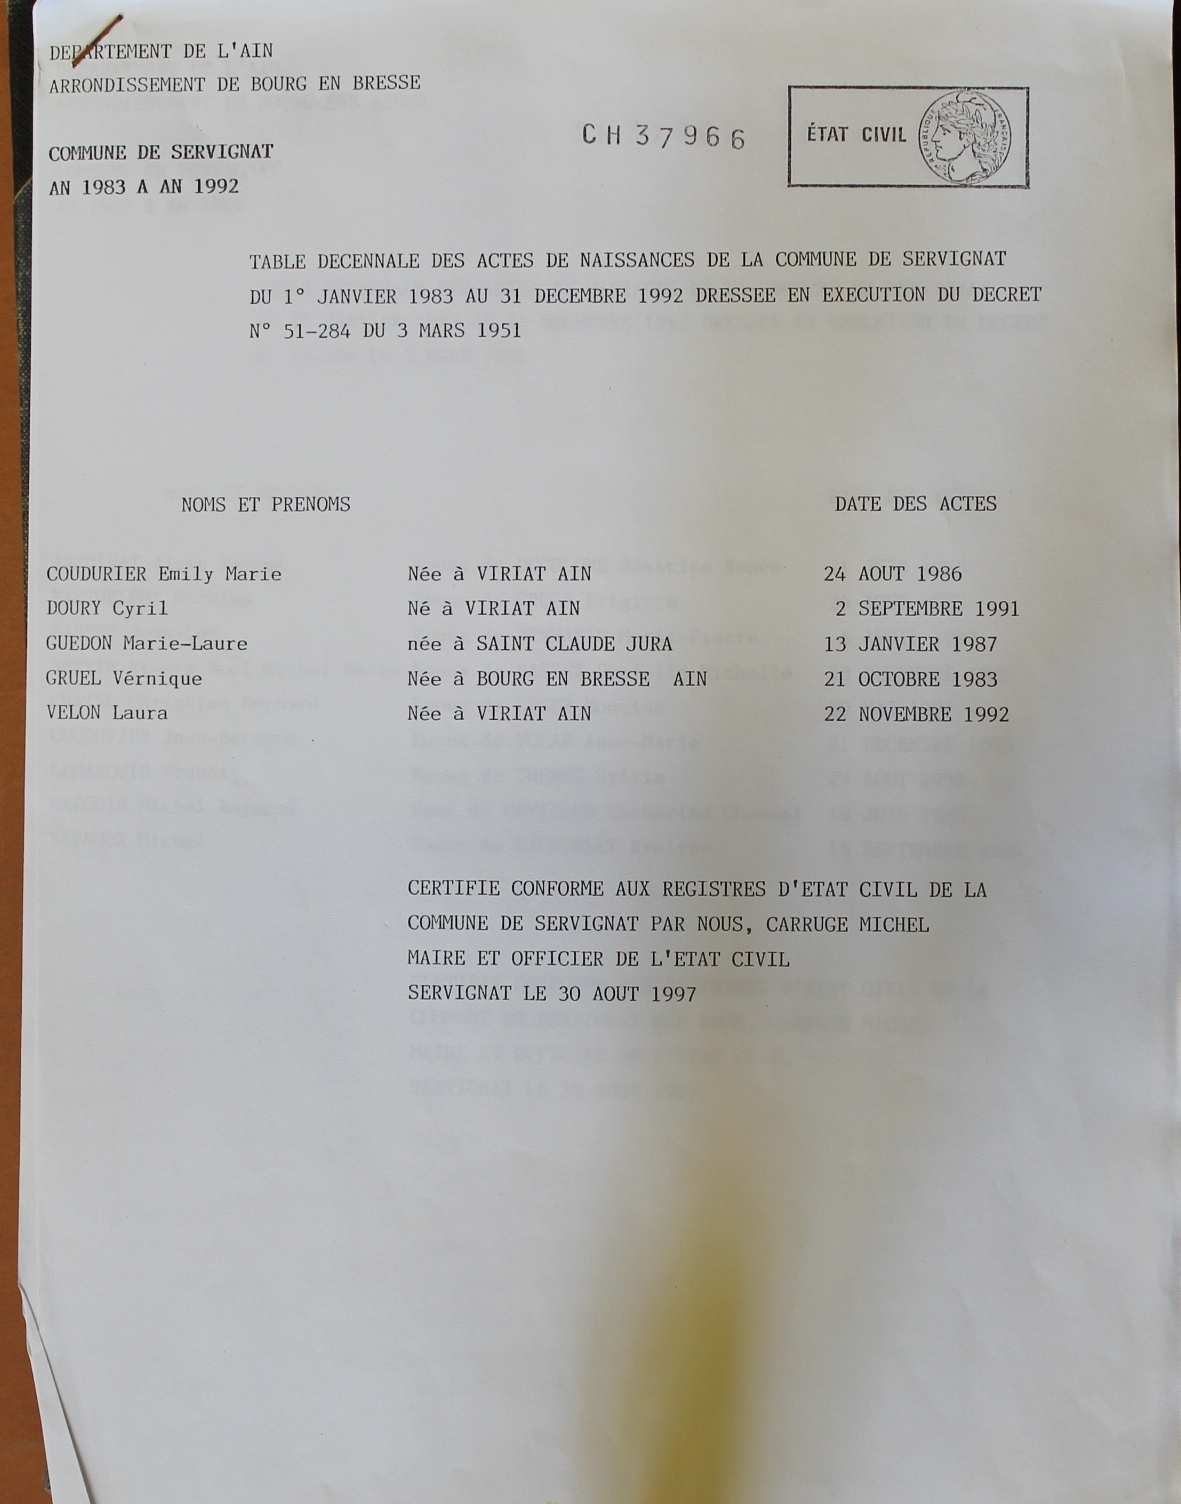 DEPARTEMENT DE L'AIN
ARRONDISSEMENT DE BOURG EN BRESSE
CH37966
ÉTAT CIVIL
RÉPUBLIQUE FRANÇAISE
COMMUNE DE SERVIGNAT
AN 1983 A AN 1992
TABLE DECENNALE DES ACTES DE NAISSANCES DE LA COMMUNE DE SERVIGNAT
DU 1° JANVIER 1983 AU 31 DECEMBRE 1992 DRESSEE EN EXECUTION DU DECRET
N° 51-284 DU 3 MARS 1951
NOMS ET PRENOMS DATE DES ACTES
COUDURIER Emily Marie Née à VIRIAT AIN 24 AOUT 1986
DOURY Cyril Né à VIRIAT AIN 2 SEPTEMBRE 1991
GUEDON Marie-Laure née à SAINT CLAUDE JURA 13 JANVIER 1987
GRUEL Vérnique Née à BOURG EN BRESSE AIN 21 OCTOBRE 1983
VELON Laura Née à VIRIAT AIN 22 NOVEMBRE 1992
CERTIFIE CONFORME AUX REGISTRES D'ETAT CIVIL DE LA
COMMUNE DE SERVIGNAT PAR NOUS, CARRUGE MICHEL
MAIRE ET OFFICIER DE L'ETAT CIVIL
SERVIGNAT LE 30 AOUT 1997